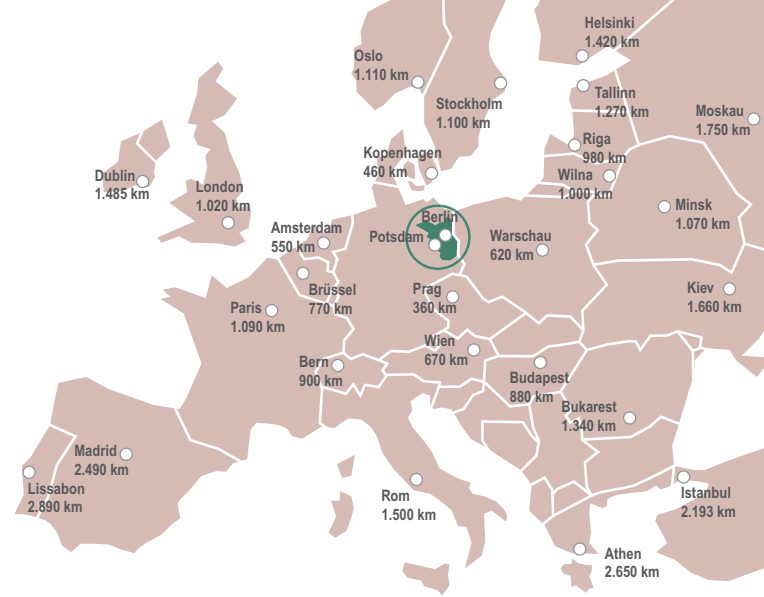 Helsinki
1.420 km
Oslo
1.110 km
Stockholm
1.100 km
Tallinn
1.270 km
Moskau
1.750 km
Riga
980 km
Kopenhagen
460 km
Wilna
1.000 km
Dublin
1.485 km
London
1.020 km
Minsk
1.070 km
Berlin
Potsdam
Amsterdam
550 km
Warschau
620 km
Brüssel
770 km
Prag
360 km
Kiev
1.660 km
Paris
1.090 km
Wien
670 km
Bern
900 km
Budapest
880 km
Bukarest
1.340 km
Madrid
2.490 km
Lissabon
2.890 km
Rom
1.500 km
Istanbul
2.193 km
Athen
2.650 km